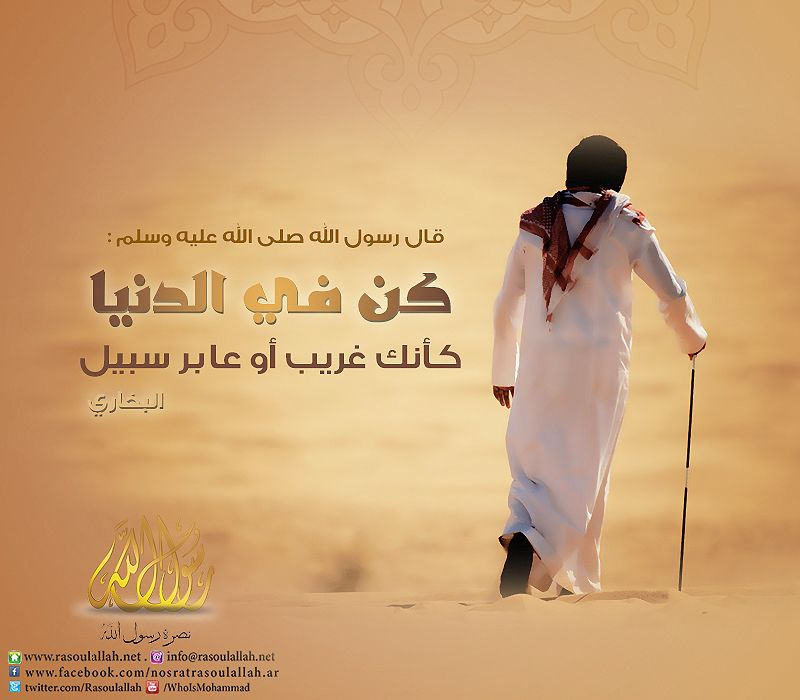 قال رسول الله صلى الله عليه وسلم :
كن في الدنيا
كأنك غريب أو عابر سبيل
البخاري
رسول الله
نصرة رسول الله
www.rasoulallah.net . info@rasoulallah.net
www.facebook.com/nosratrasoulallah.ar
twitter.com/Rasoulallah /WhoIsMohammad